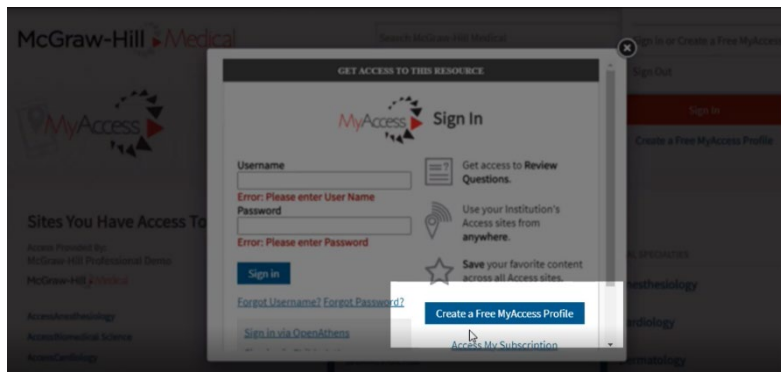 McGraw-Hill Medical
Search McGraw-Hill Medical
Sign In or Create a Free MyAccess
Sign Out
Sign In
Create a Free MyAccess Profile
MyAccess
Sites You Have Access To
Access Provided by:
McGraw-Hill Professional Demo
McGraw-Hill Medical
AccessAnesthesiology
AccessBiomedical Science
AccessCardiology
GET ACCESS TO THIS RESOURCE
MyAccess Sign In
Username
Error: Please enter User Name
Password
Error: Please enter Password
Sign in
Forgot Username? Forgot Password?
Sign in via OpenAthens
Get access to Review
Questions.
Use your Institution's
Access sites from
anywhere.
Save your favorite content
across all Access sites.
Create a Free MyAccess Profile
Access My Subscription
AL SPECIALTIES
nesthesiology
ardiology
Dermatology